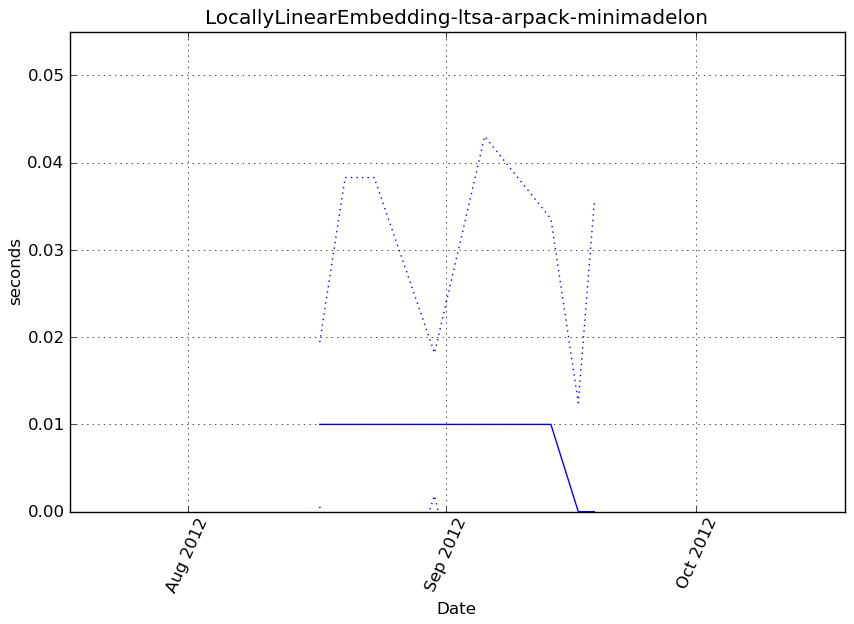 LocallyLinearEmbedding-ltsa-arpack-minimadelon
0.05
0.04
0.03
0.02
0.01
0.00
seconds
Aug 2012
Sep 2012
Oct 2012
Date